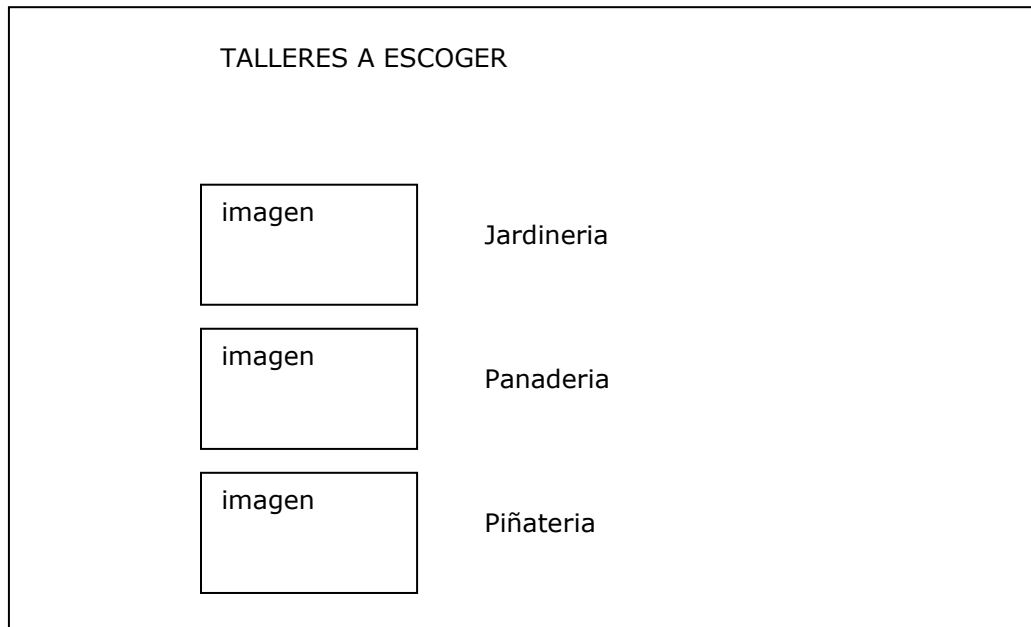 TALLERES A ESCOGER
imagen
Jardineria
imagen
Panaderia
imagen
Piñateria